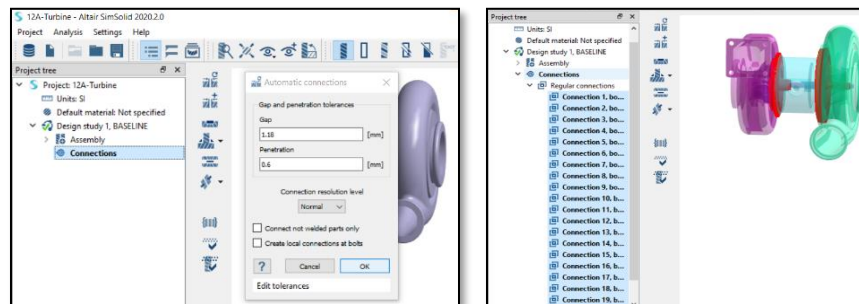 12A-Turbine - Altair SimSolid 2020.2.0
Project Analysis Settings Help
Project tree
Project: 12A-Turbine
Units: SI
Default material: Not specified
Design study 1, BASELINE
Assembly
Connections
Automatic connections
Gap and penetration tolerances
Gap
1.18 [mm]
Penetration
0.6 [mm]
Connection resolution level
Normal
Connect not welded parts only
Create local connections at bolts
? Cancel OK
Edit tolerances
Project tree
Units: SI
Default material: Not specified
Design study 1, BASELINE
Assembly
Connections
Regular connections
Connection 1, bo...
Connection 2, bo...
Connection 3, bo...
Connection 4, bo...
Connection 5, bo...
Connection 6, bo...
Connection 7, bo...
Connection 8, bo...
Connection 9, bo...
Connection 10, b...
Connection 11, b...
Connection 12, b...
Connection 13, b...
Connection 14, b...
Connection 15, b...
Connection 16, b...
Connection 17, b...
Connection 18, b...
Connection 19, b...